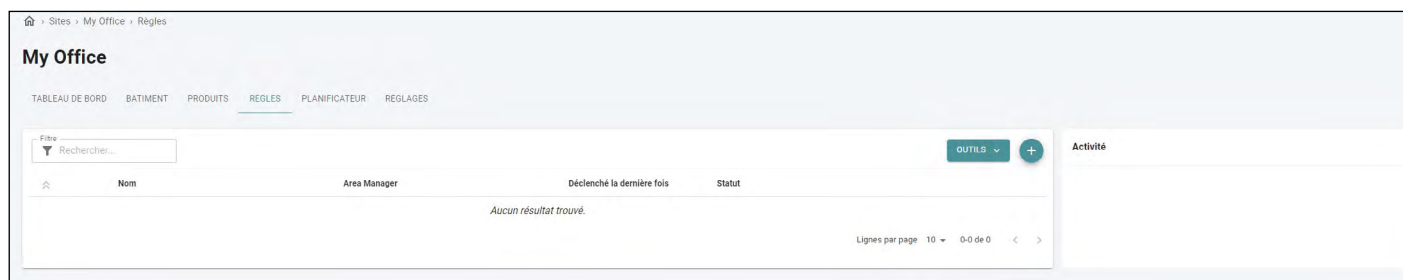 › Sites › My Office › Règles
My Office
TABLEAU DE BORD BATIMENT PRODUITS RÈGLES PLANIFICATEUR RÉGLAGES
Filtre
Rechercher... OUTILS + Activité
Nom Area Manager Déclenché la dernière fois Statut
Aucun résultat trouvé.
Lignes par page 10 0-0 de 0 < >